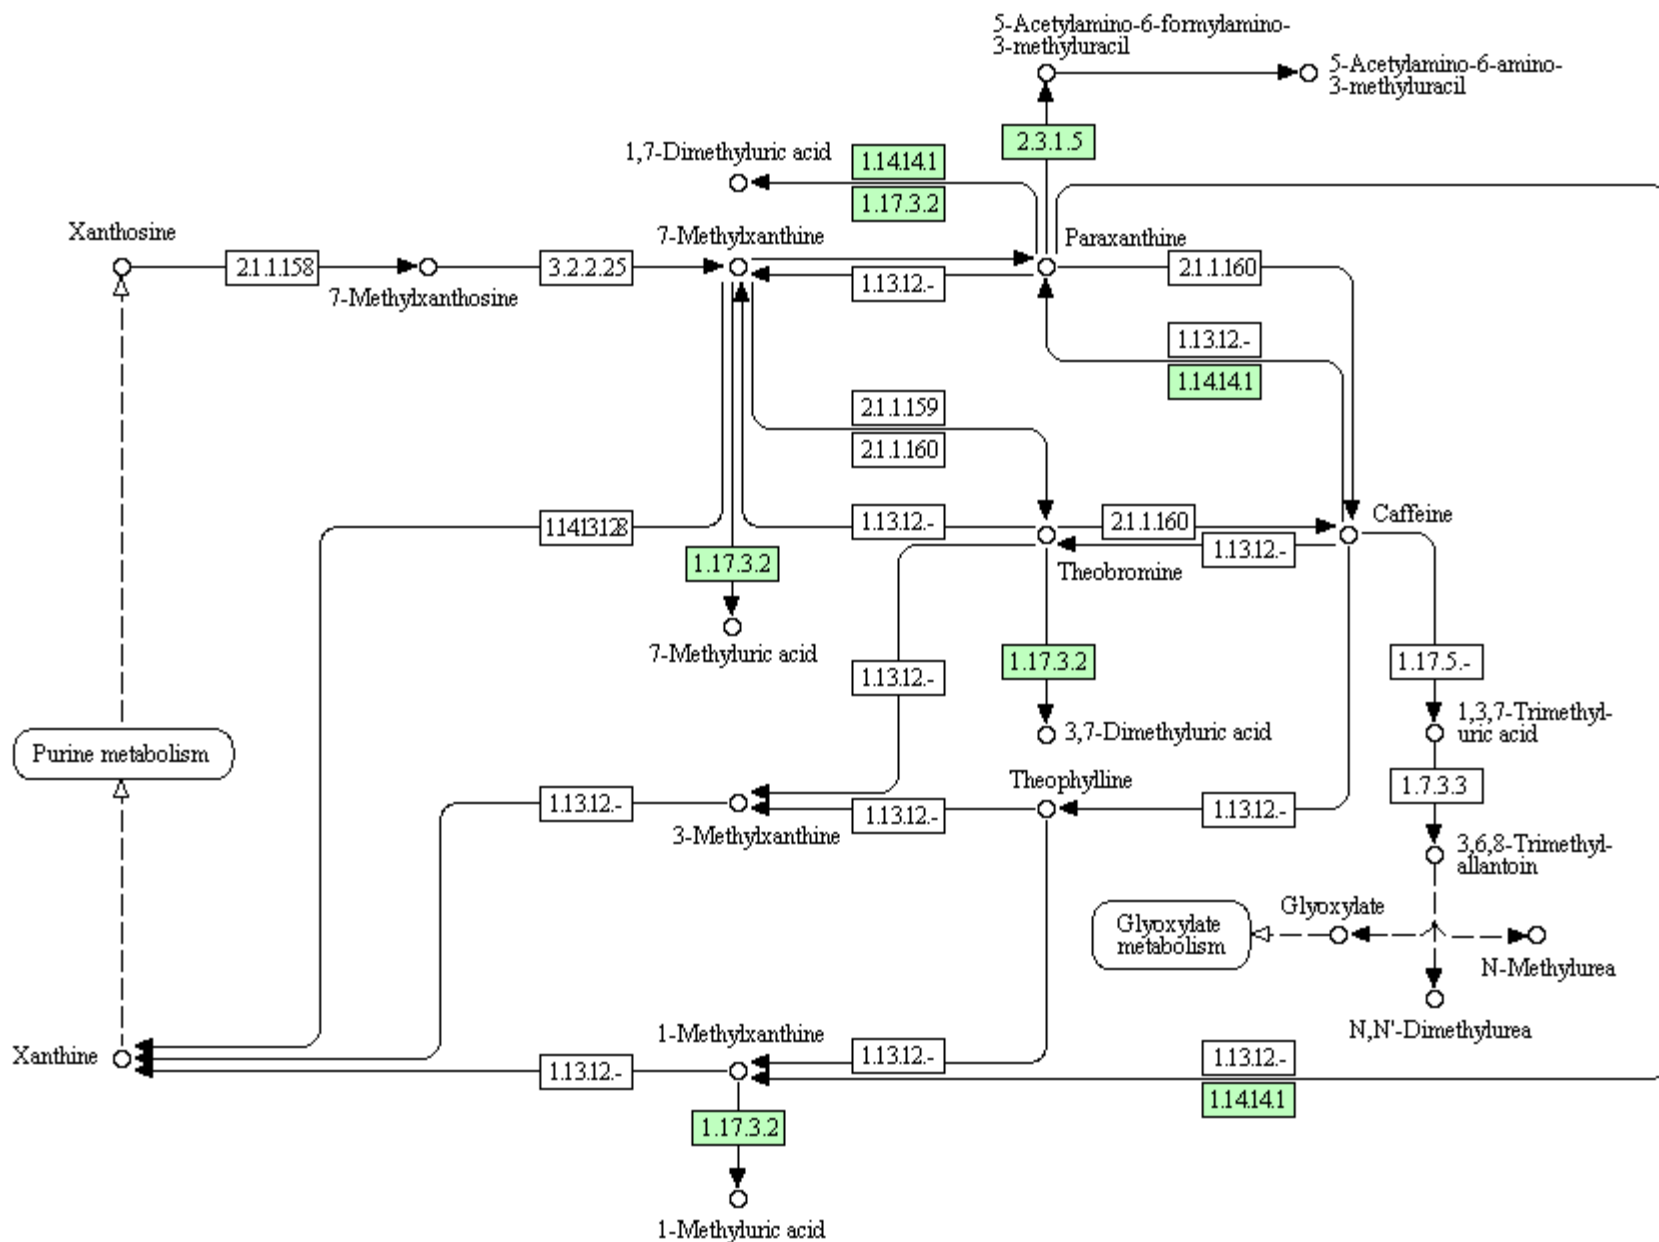 5-Acetylamino-6-formylamino-
3-methyluracil
5-Acetylamino-6-amino-
3-methyluracil
2.3.1.5
1,7-Dimethyluric acid
1.14.14.1
1.17.3.2
Xanthosine
7-Methylxanthine
Paraxanthine
2.1.1.158
3.2.2.25
2.1.1.160
7-Methylxanthosine
1.13.12.-
1.13.12.-
1.14.14.1
2.1.1.159
2.1.1.160
1.14.13.128
1.13.12.-
2.1.1.160
Caffeine
1.13.12.-
1.17.3.2
Theobromine
7-Methyluric acid
1.13.12.-
1.17.3.2
1.17.5.-
1,3,7-Trimethyl-
uric acid
3,7-Dimethyluric acid
Purine metabolism
Theophylline
1.7.3.3
1.13.12.-
1.13.12.-
1.13.12.-
3-Methylxanthine
3,6,8-Trimethyl-
allantoin
Glyoxylate
Glyoxylate
metabolism
N-Methylurea
N,N'-Dimethylurea
1-Methylxanthine
Xanthine
1.13.12.-
1.13.12.-
1.13.12.-
1.14.14.1
1.17.3.2
1-Methyluric acid